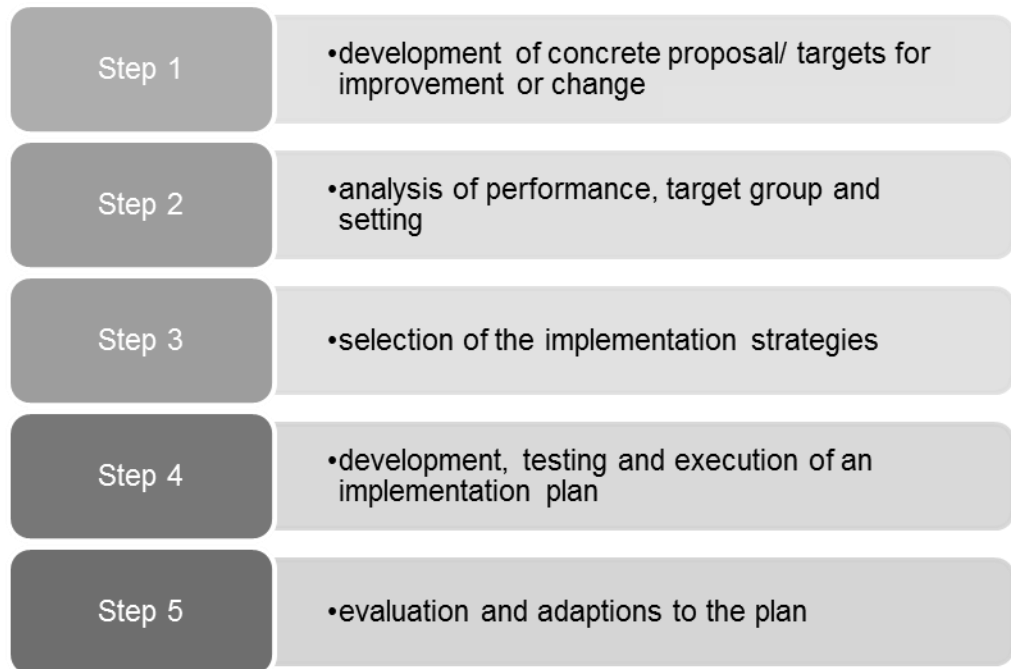 Step 1
•development of concrete proposal/ targets for
improvement or change
Step 2
•analysis of performance, target group and
setting
Step 3
•selection of the implementation strategies
Step 4
•development, testing and execution of an
implementation plan
Step 5
•evaluation and adaptions to the plan